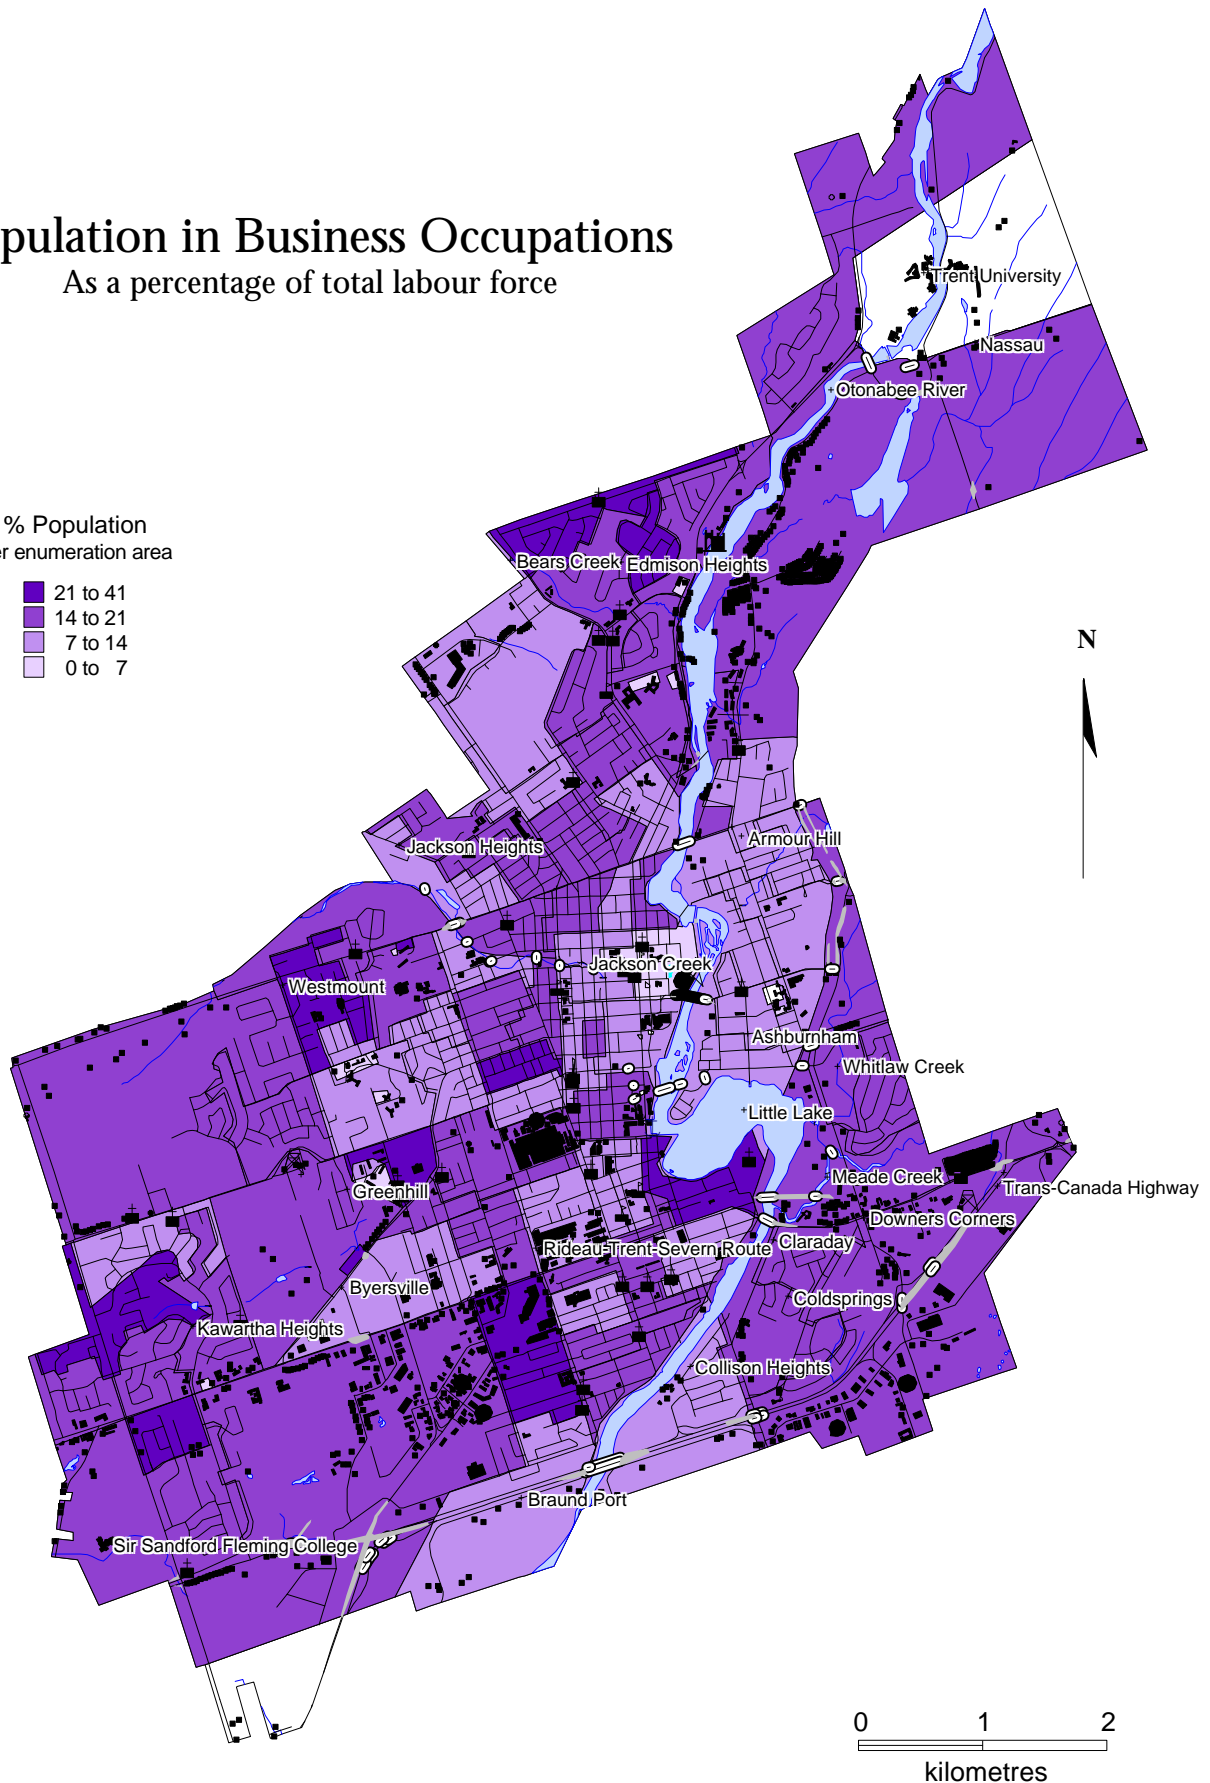 pulation in Business Occupations
As a percentage of total labour force
% Population
er enumeration area
21 to 41
14 to 21
7 to 14
0 to 7
N
Trent University
Nassau
Otonabee River
Bears Creek
Edmison Heights
Armour Hill
Jackson Heights
Jackson Creek
Westmount
Ashburnham
Whitlaw Creek
Little Lake
Meade Creek
Greenhill
Trans-Canada Highway
Downers Corners
Rideau-Trent-Severn Route
Claraday
Byersville
Coldsprings
Kawartha Heights
Collison Heights
Braund Port
Sir Sandford Fleming College
0 1 2
kilometres